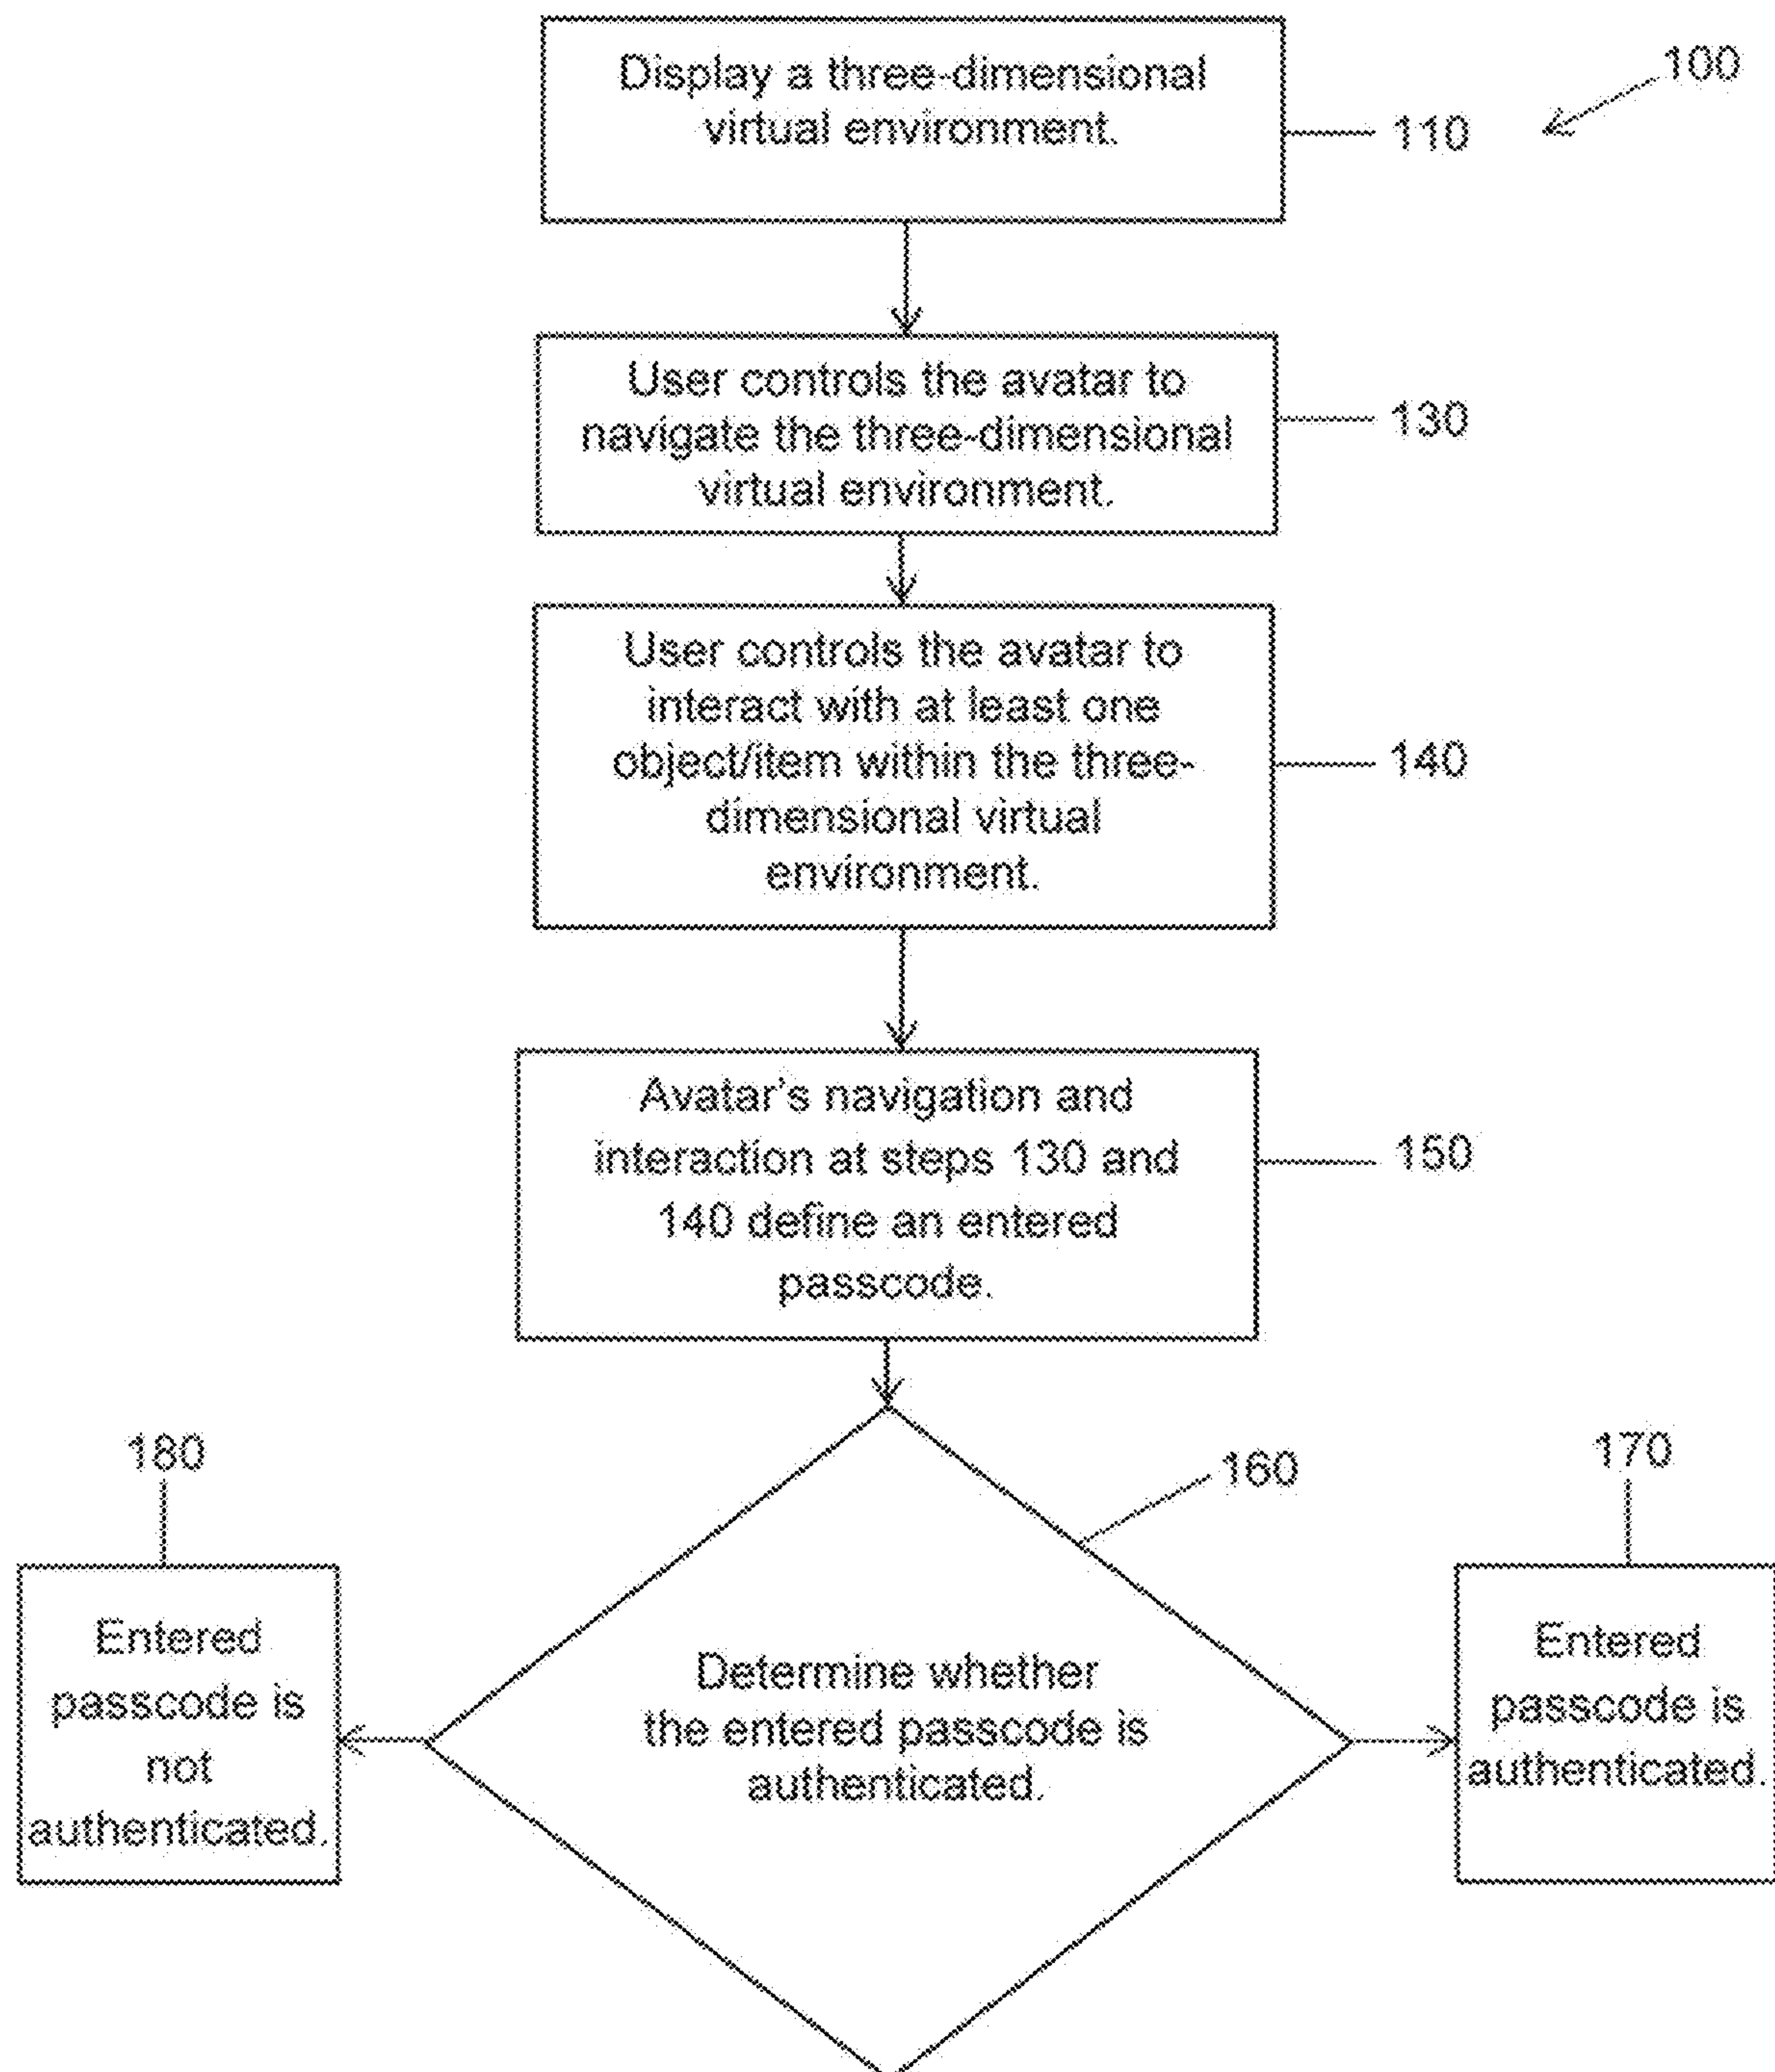 Display a three-dimensional
virtual environment.
100
110
User controls the avatar to
navigate the three-dimensional
virtual environment.
130
User controls the avatar to
interact with at least one
object/item within the three-
dimensional virtual
environment.
140
Avatar's navigation and
interaction at steps 130 and
140 define an entered
passcode.
150
180
160
170
Entered
passcode is
not
authenticated.
Determine whether
the entered passcode is
authenticated.
Entered
passcode is
authenticated.